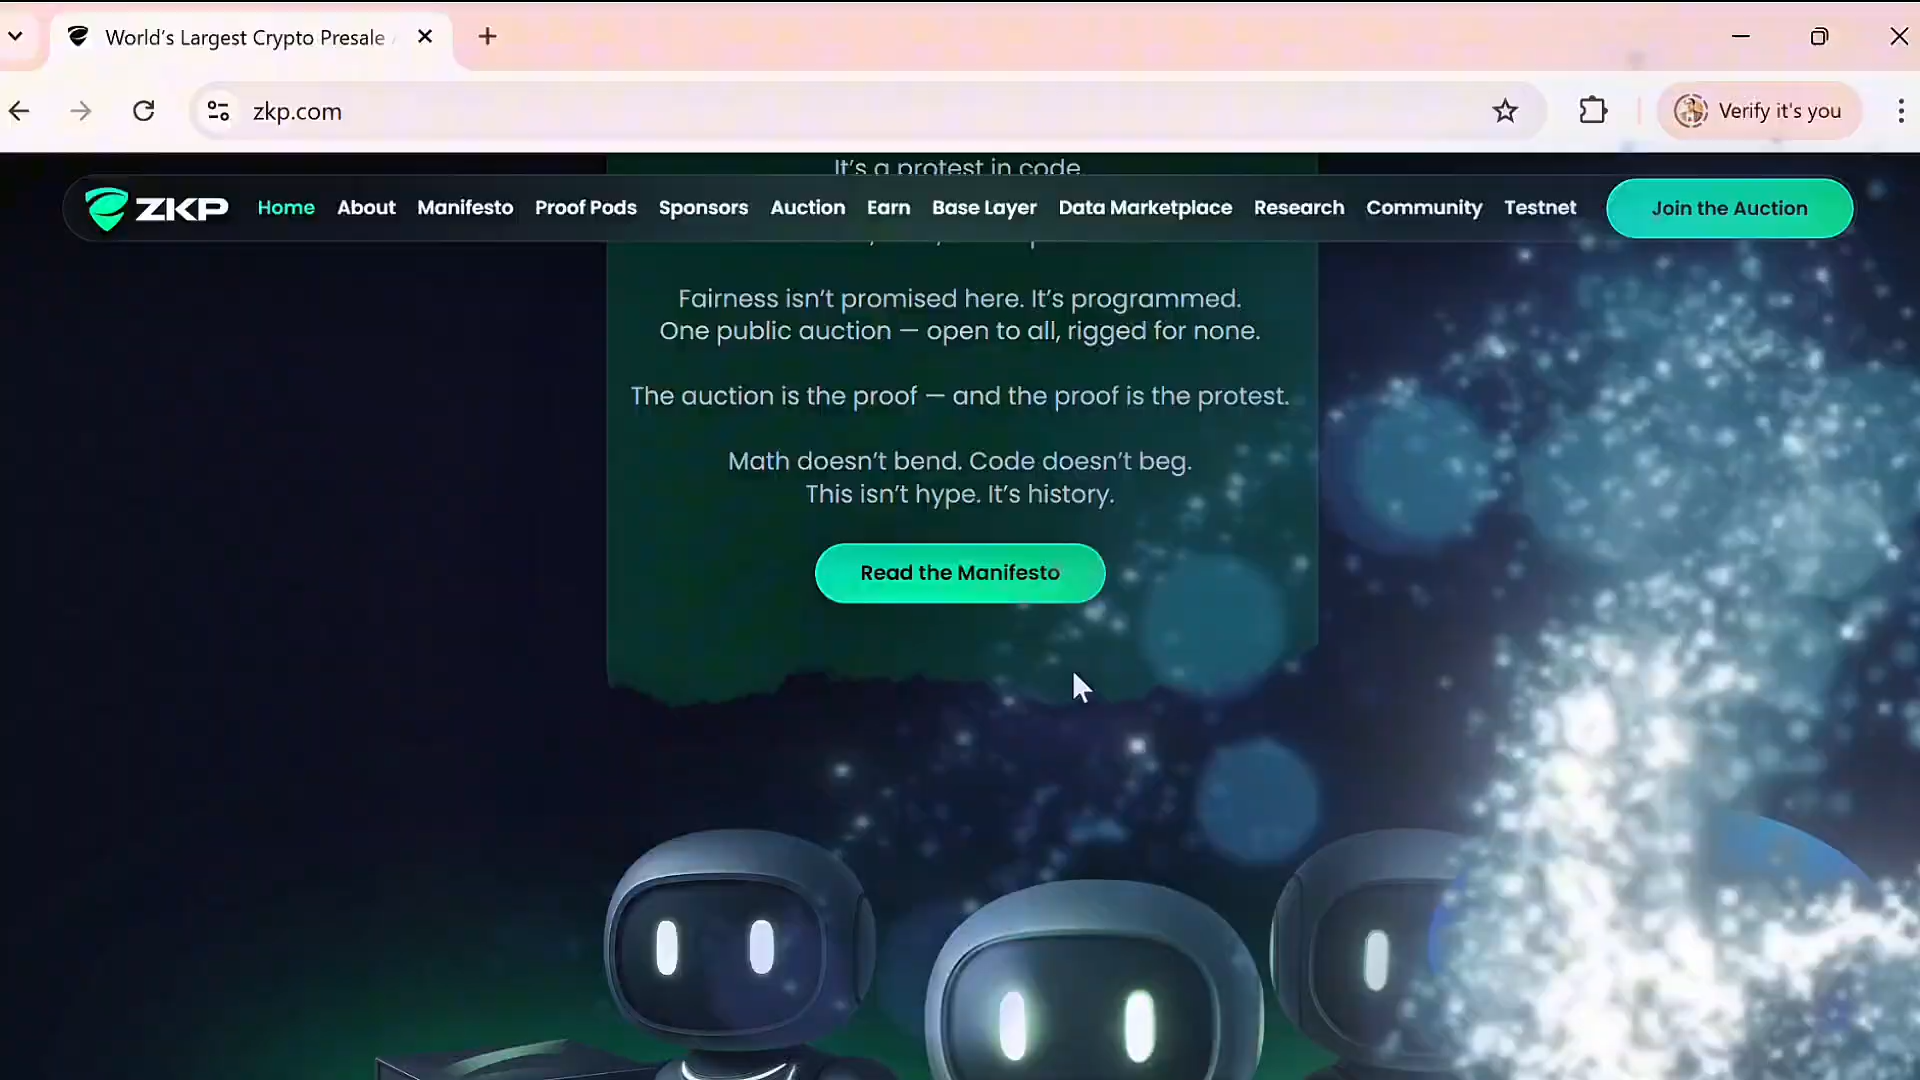 World's Largest Crypto Presale
zkp.com
Verify it's you
It's a protest in code.
ZKP
Home
About
Manifesto
Proof Pods
Sponsors
Auction
Earn
Base Layer
Data Marketplace
Research
Community
Testnet
Join the Auction
Fairness isn't promised here. It's programmed.
One public auction — open to all, rigged for none.
The auction is the proof — and the proof is the protest.
Math doesn't bend. Code doesn't beg.
This isn't hype. It's history.
Read the Manifesto